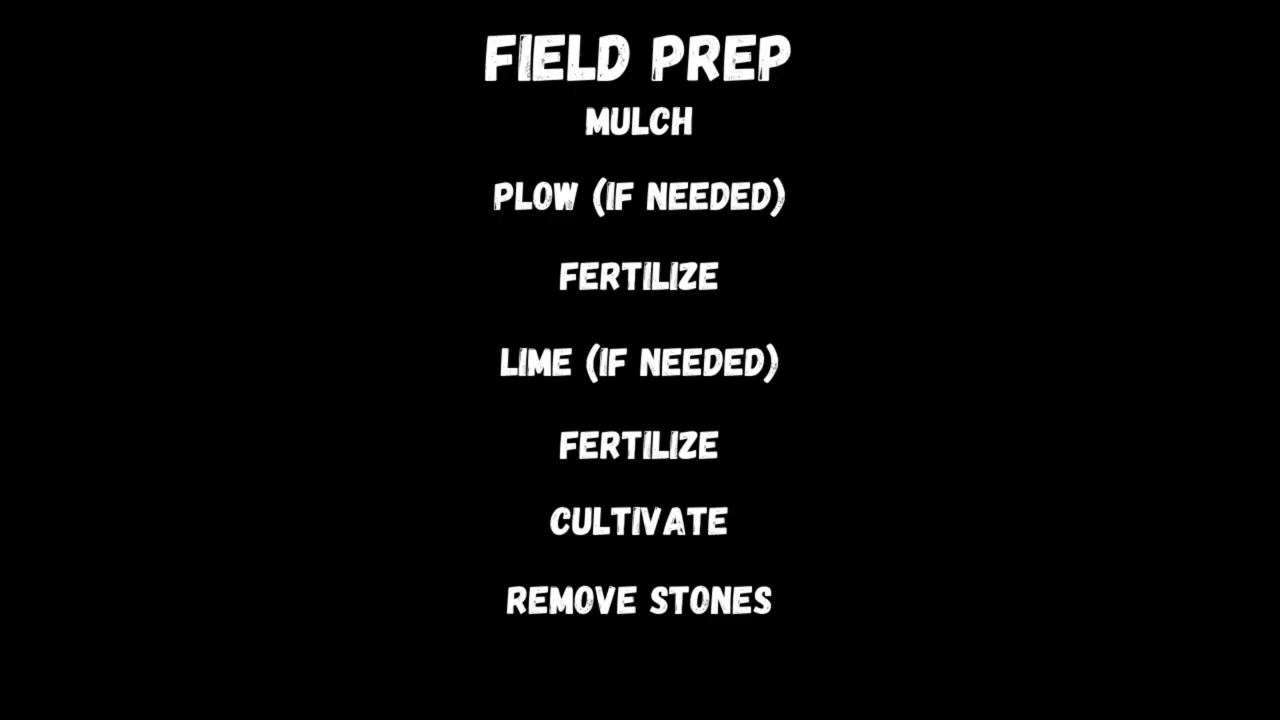 FIELD PREP
MULCH
PLOW (IF NEEDED)
FERTILIZE
LIME (IF NEEDED)
FERTILIZE
CULTIVATE
REMOVE STONES